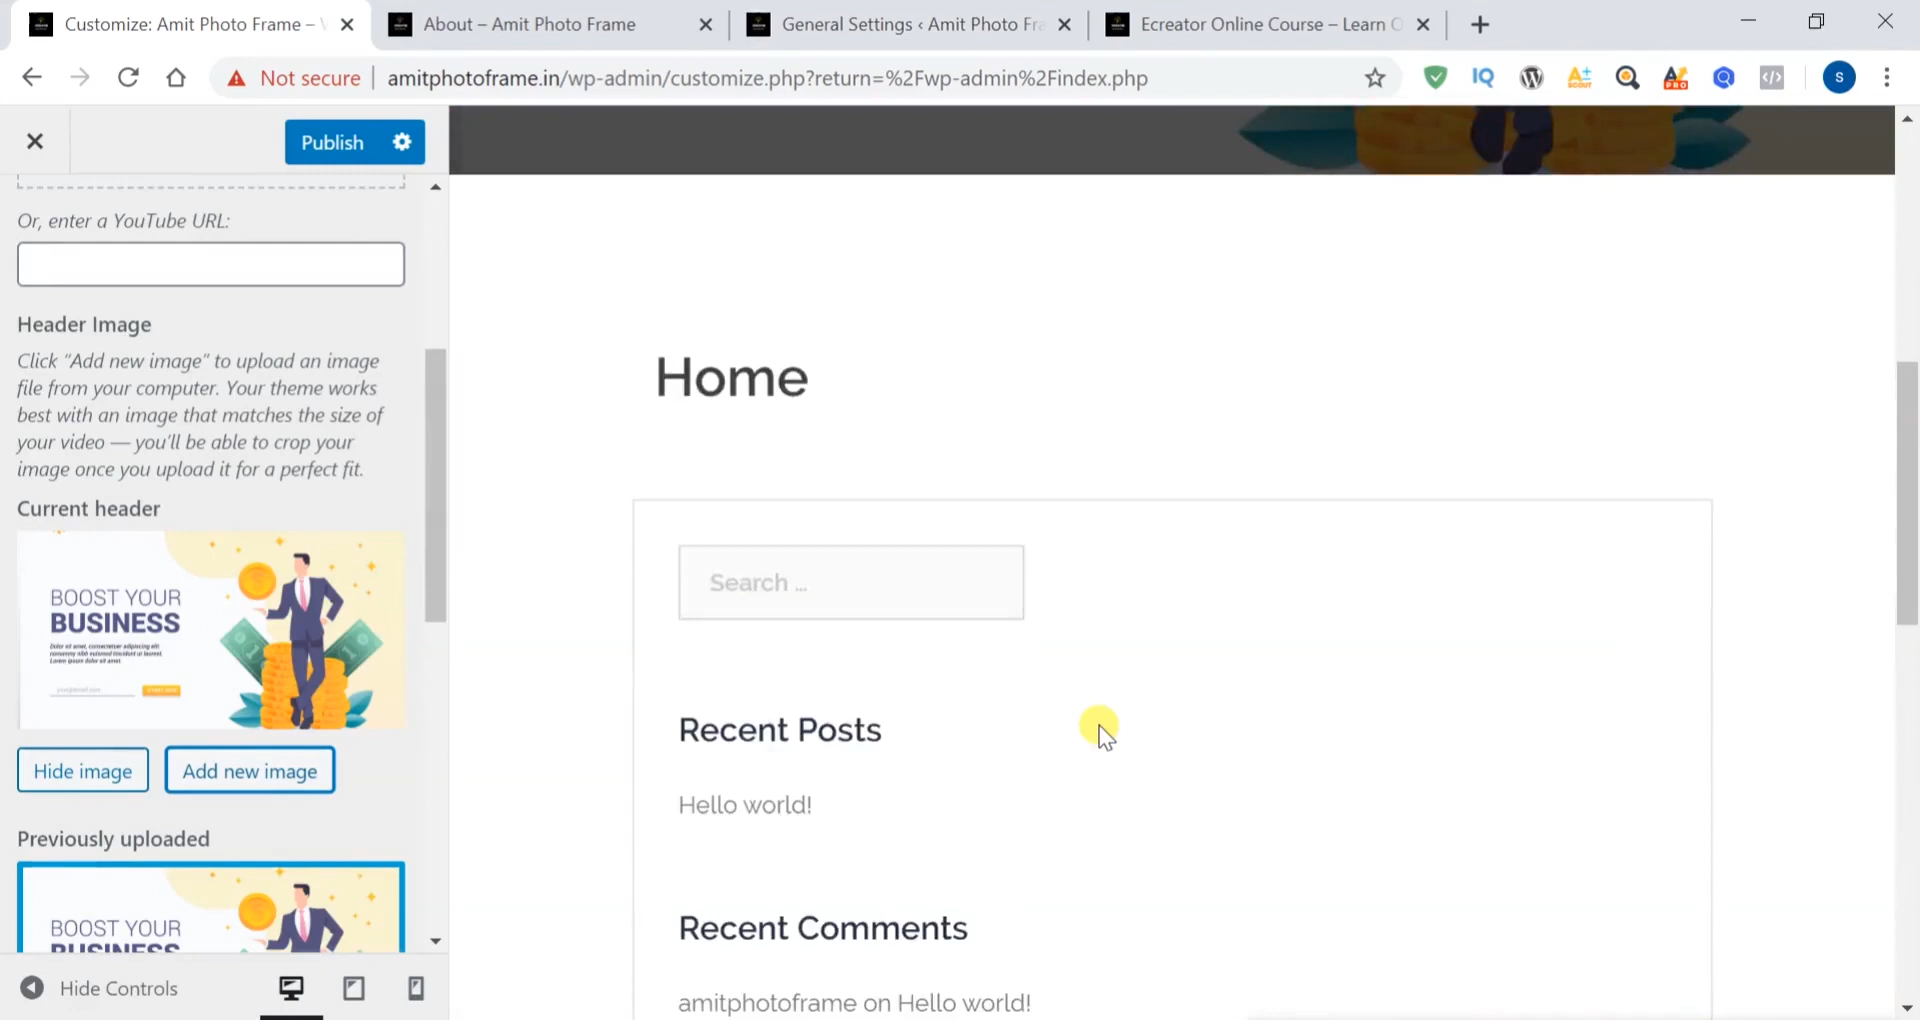 Customize: Amit Photo Frame –
About – Amit Photo Frame
General Settings ‹ Amit Photo Fra
Ecreator Online Course – Learn O
Not secure
amitphotoframe.in/wp-admin/customize.php?return=%2Fwp-admin%2Findex.php
IQ
SCOUT
PRO
S
Publish
Or, enter a YouTube URL:
Header Image
Click "Add new image" to upload an image
file from your computer. Your theme works
best with an image that matches the size of
your video — you'll be able to crop your
image once you upload it for a perfect fit.
Current header
BOOST YOUR
BUSINESS
Hide image
Add new image
Previously uploaded
BOOST YOUR
BUSINESS
Hide Controls
Home
Search ...
Recent Posts
Hello world!
Recent Comments
amitphotoframe on Hello world!